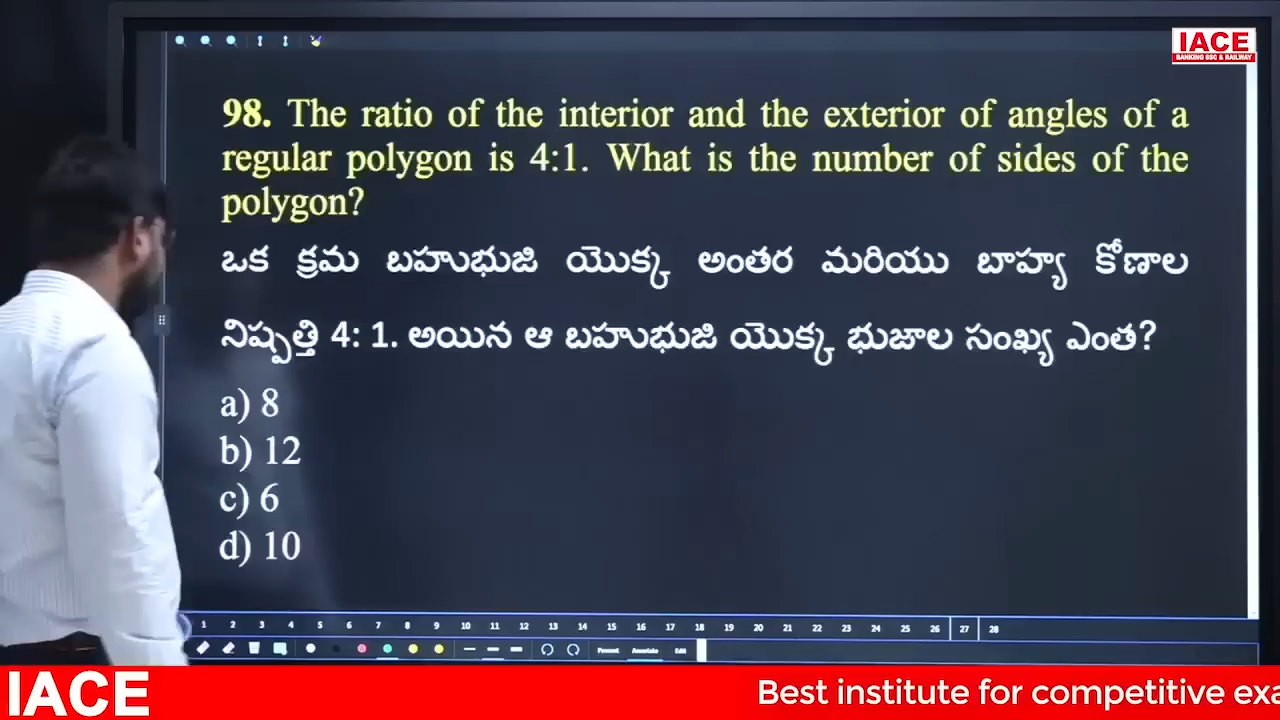 IACE
BANKING SSC & RAILWAY
98. The ratio of the interior and the exterior of angles of a
regular polygon is 4:1. What is the number of sides of the
polygon?
ఒక క్రమ బహుభుజి యొక్క అంతర మరియు బాహ్య కోణాల
నిష్పత్తి 4: 1. అయిన ఆ బహుభుజి యొక్క భుజాల సంఖ్య ఎంత?
a) 8
b) 12
c) 6
d) 10
1 2 3 4 5 6 7 8 9 10 11 12 13 14 15 16 17 18 19 20 21 22 23 24 25 26 27 28
Present Annotate Edit
IACE
Best institute for competitive exa